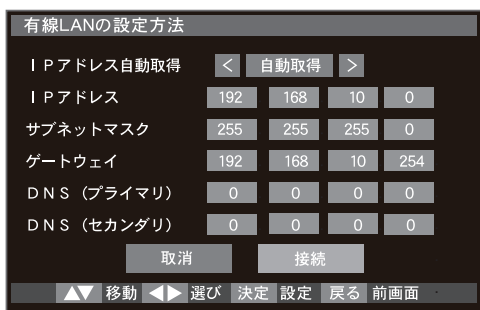 有線LANの設定方法
IPアドレス自動取得 < 自動取得 >
IPアドレス 192 168 10 0
サブネットマスク 255 255 255 0
ゲートウェイ 192 168 10 254
DNS(プライマリ) 0 0 0 0
DNS(セカンダリ) 0 0 0 0
取消 接続
▲▼ 移動 ◀▶ 選び 決定 設定 戻る 前画面